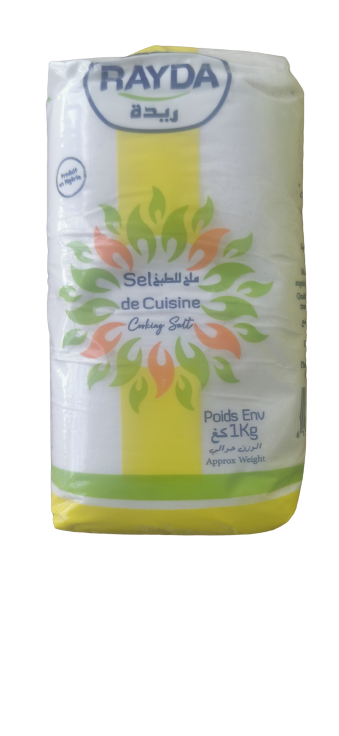 RAYDA
ريدة
Produit
en Algérie
Sel ملح للطبخ
de Cuisine
Cooking Salt
Poids Env
1Kg كغ
الوزن حوالي
Approx Weight